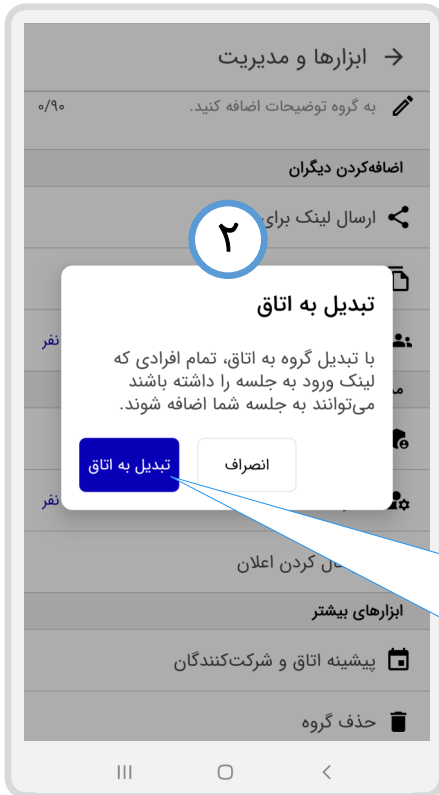 ابزارها و مدیریت
به گروه توضیحات اضافه کنید.
۰/۹۰
اضافه‌کردن دیگران
ارسال لینک برای
۲
تبدیل به اتاق
با تبدیل گروه به اتاق، تمام افرادی که
لینک ورود به جلسه را داشته باشند
می‌توانند به جلسه شما اضافه شوند.
نفر
انصراف
تبدیل به اتاق
نفر
کردن اعلان
ابزارهای بیشتر
پیشینه اتاق و شرکت‌کنندگان
حذف گروه